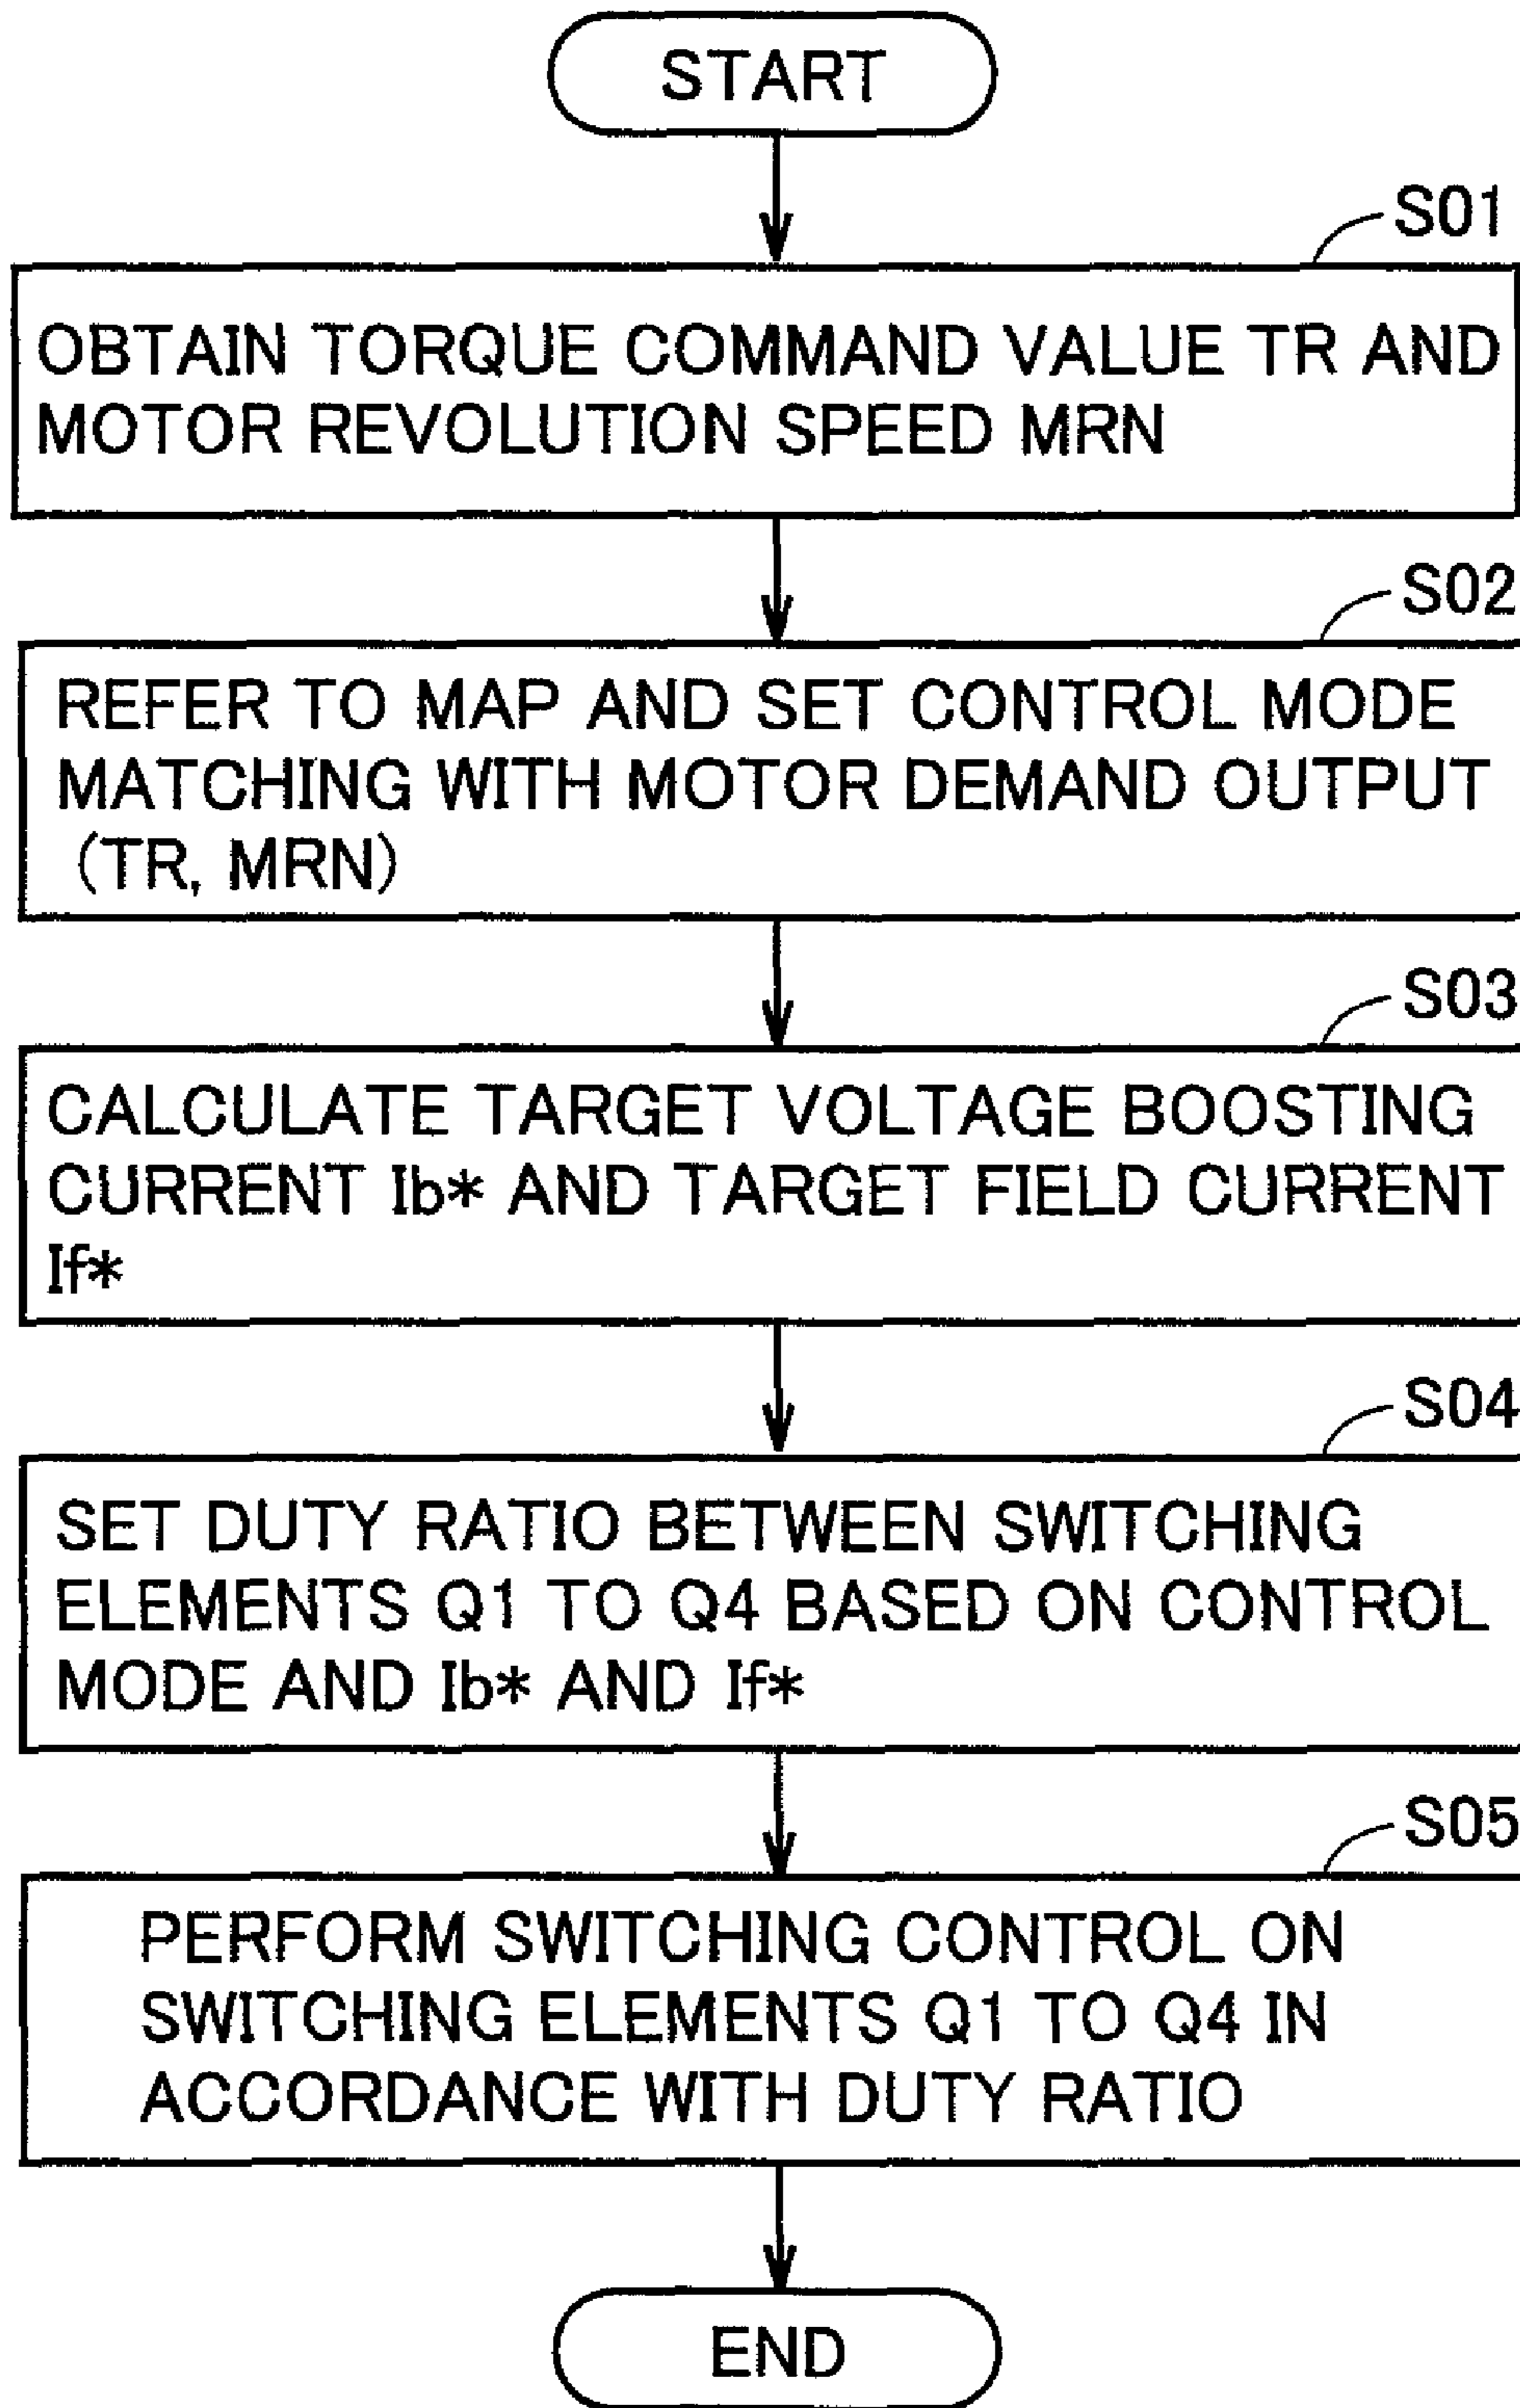 START
S01
OBTAIN TORQUE COMMAND VALUE TR AND
MOTOR REVOLUTION SPEED MRN
S02
REFER TO MAP AND SET CONTROL MODE
MATCHING WITH MOTOR DEMAND OUTPUT
(TR, MRN)
S03
CALCULATE TARGET VOLTAGE BOOSTING
CURRENT Ib* AND TARGET FIELD CURRENT
If*
S04
SET DUTY RATIO BETWEEN SWITCHING
ELEMENTS Q1 TO Q4 BASED ON CONTROL
MODE AND Ib* AND If*
S05
PERFORM SWITCHING CONTROL ON
SWITCHING ELEMENTS Q1 TO Q4 IN
ACCORDANCE WITH DUTY RATIO
END